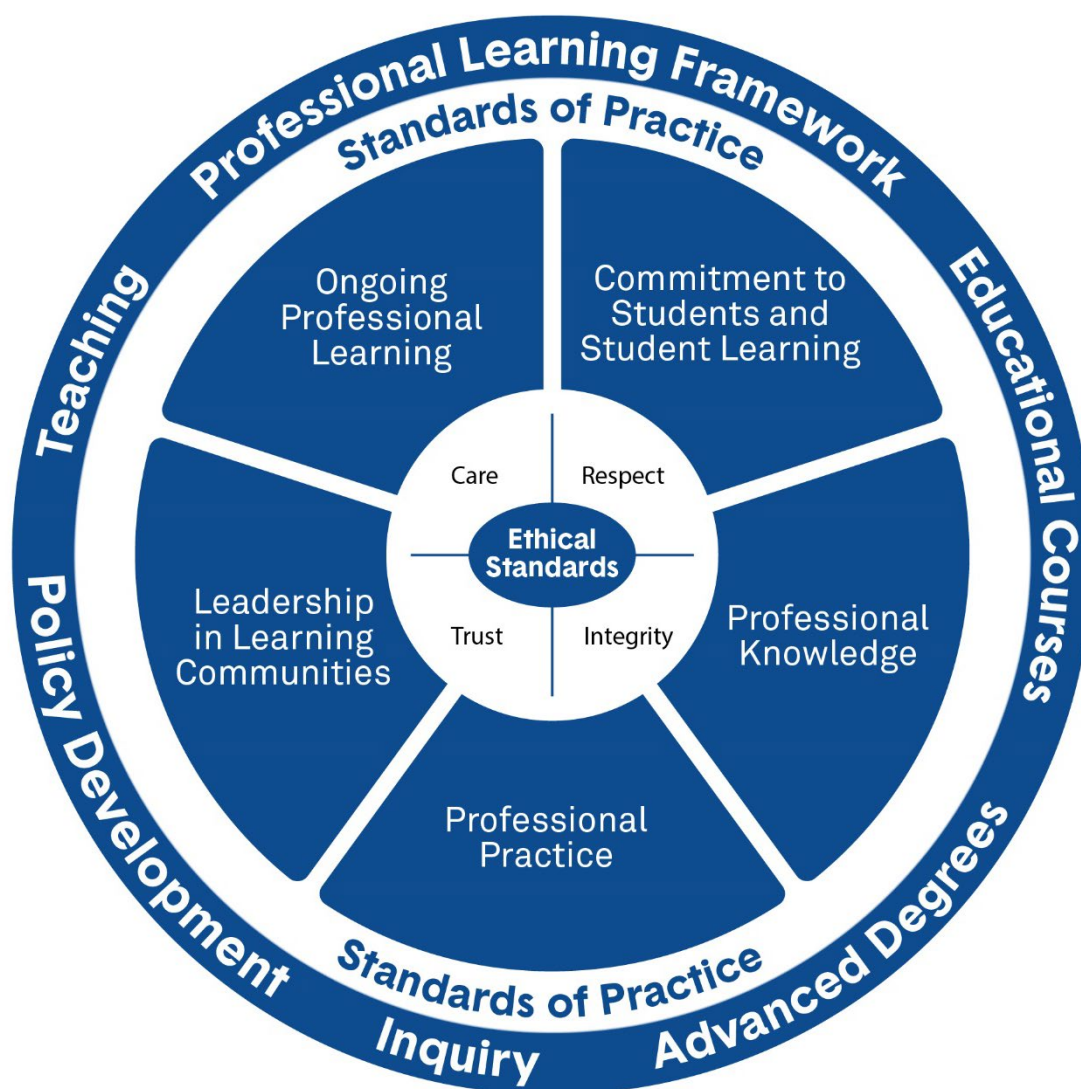 Professional Learning Framework
Educational Courses
Advanced Degrees
Inquiry
Policy Development
Teaching
Standards of Practice
Ongoing
Professional
Learning
Commitment to
Students and
Student Learning
Care
Respect
Ethical
Standards
Trust
Integrity
Leadership
in Learning
Communities
Professional
Knowledge
Professional
Practice
Standards of Practice